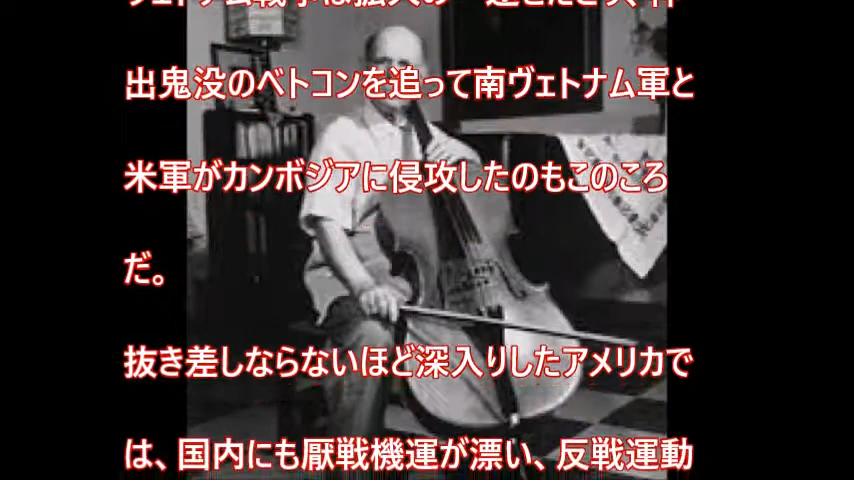 出鬼没のベトコンを追って南ヴェトナム軍と
米軍がカンボジアに侵攻したのもこのころ
だ。
抜き差しならないほど深入りしたアメリカで
は、国内にも厭戦機運が漂い、反戦運動